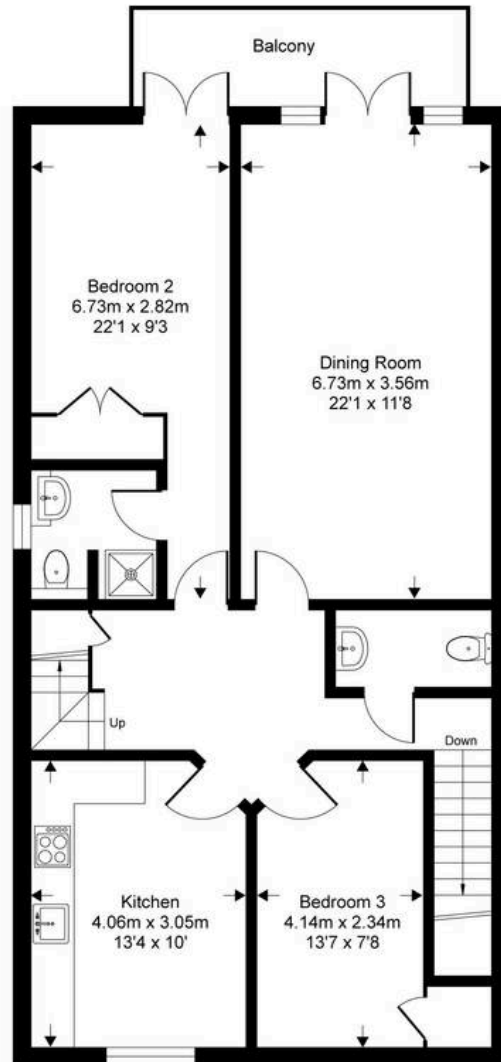 Balcony
Bedroom 2
6.73m x 2.82m
22'1 x 9'3
Dining Room
6.73m x 3.56m
22'1 x 11'8
Up
Down
Kitchen
4.06m x 3.05m
13'4 x 10'
Bedroom 3
4.14m x 2.34m
13'7 x 7'8